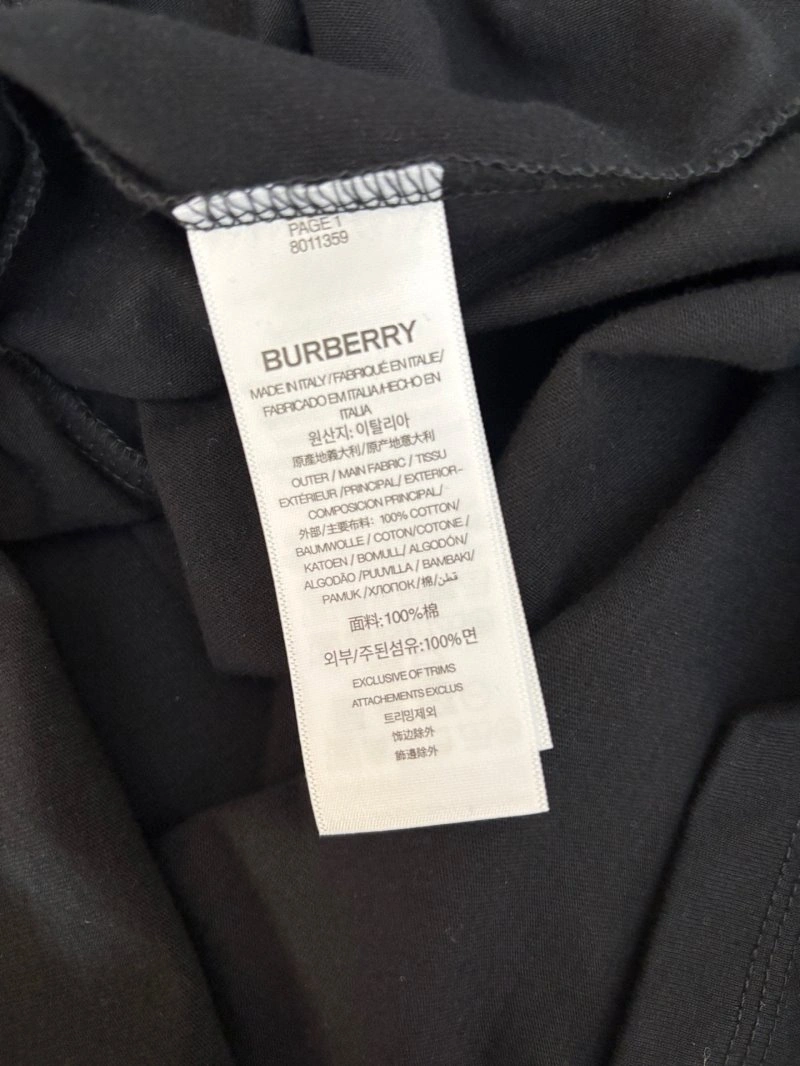 PAGE 1
8011359
BURBERRY
MADE IN ITALY / FABRIQUÉ EN ITALIE/
FABRICADO EM ITALIA/HECHO EN
ITALIA
원산지: 이탈리아
原產地義大利/原产地意大利
OUTER / MAIN FABRIC / TISSU
EXTÉRIEUR /PRINCIPAL/ EXTERIOR-
COMPOSICION PRINCIPAL/
外部/主要布料: 100% COTTON/
BAUMWOLLE / COTON/COTONE /
KATOEN / BOMULL/ ALGODÓN/
ALGODÃO /PUUVILLA / ΒΑΜΒΑΚΙ/
PAMUK /ХЛОПОК/棉/قطن
面料:100%棉
외부/주된섬유:100%면
EXCLUSIVE OF TRIMS
ATTACHEMENTS EXCLUS
트리밍제외
饰边除外
飾邊除外